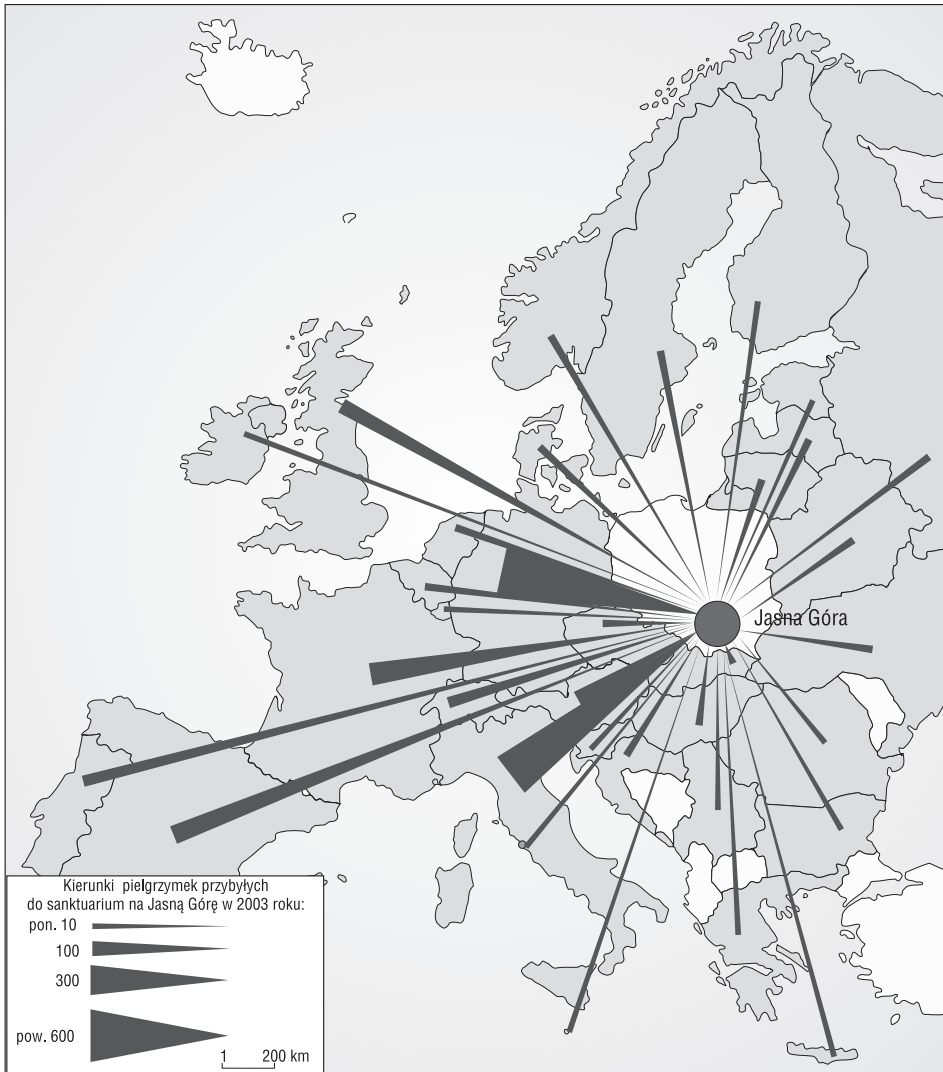 Jasna Góra
Kierunki pielgrzymek przybyłych
do sanktuarium na Jasną Górę w 2003 roku:
pon. 10
100
300
pow. 600
1 200 km